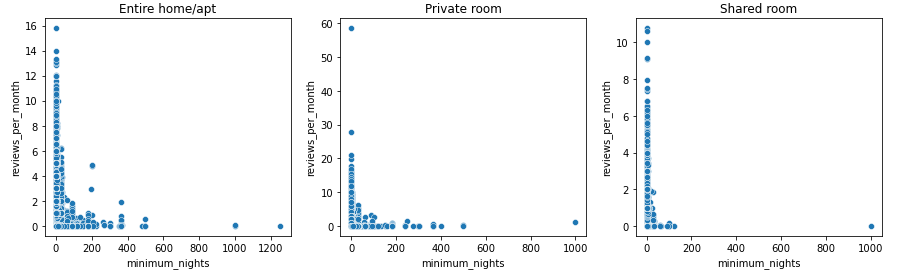 Entire home/apt
16
14
12
10
8
6
4
2
0
reviews_per_month
0 200 400 600 800 1000 1200
minimum_nights
Private room
60
50
40
30
20
10
0
reviews_per_month
0 200 400 600 800 1000
minimum_nights
Shared room
10
8
6
4
2
0
reviews_per_month
0 200 400 600 800 1000
minimum_nights